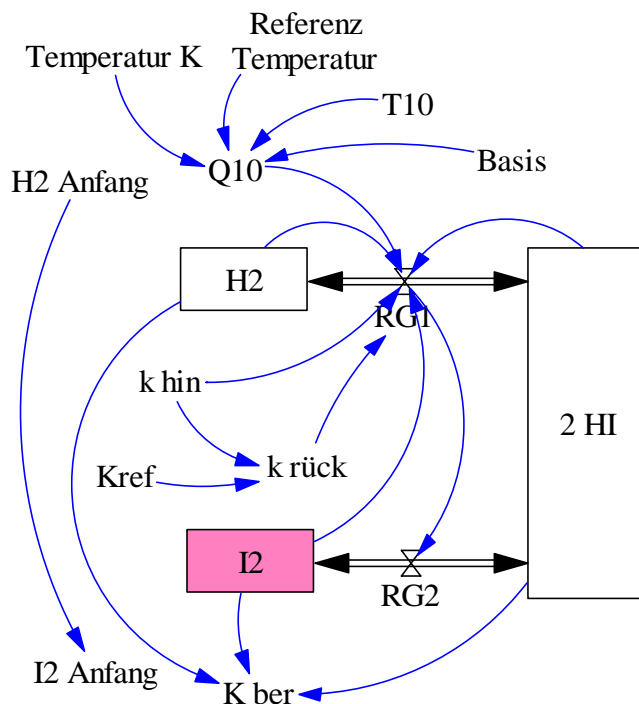 Referenz
Temperatur K
Temperatur
T10
Q10
Basis
H2 Anfang
H2
RG1
k hin
2 HI
Kref
k rück
I2
RG2
I2 Anfang
K ber